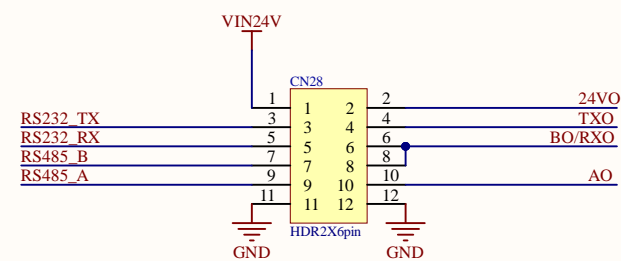 VIN24V
CN28
1 1 2 2 24VO
RS232_TX 3 3 4 4 TXO
RS232_RX 5 5 6 6 BO/RXO
RS485_B 7 7 8 8
RS485_A 9 9 10 10 AO
11 11 12 12
HDR2X6pin
GND GND